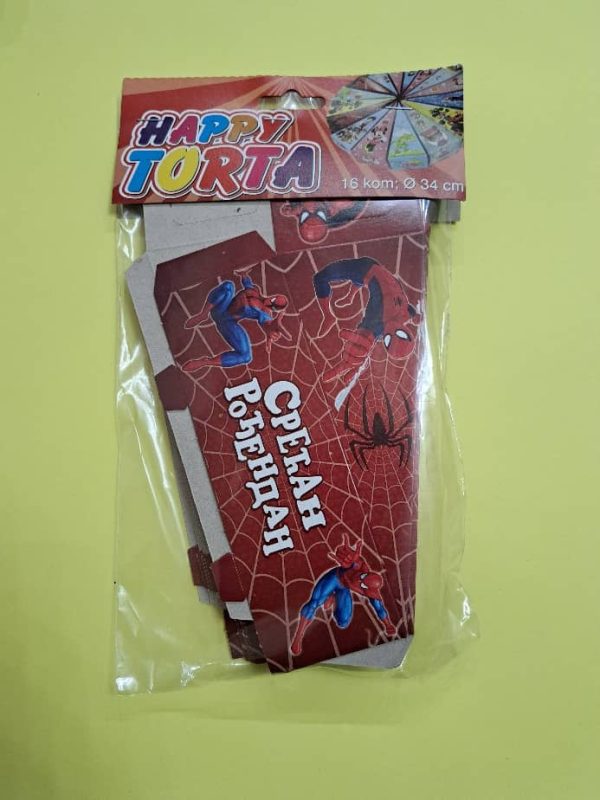 HAPPY
TORTA
16 kom; Ø 34 cm
Срећан
Рођендан